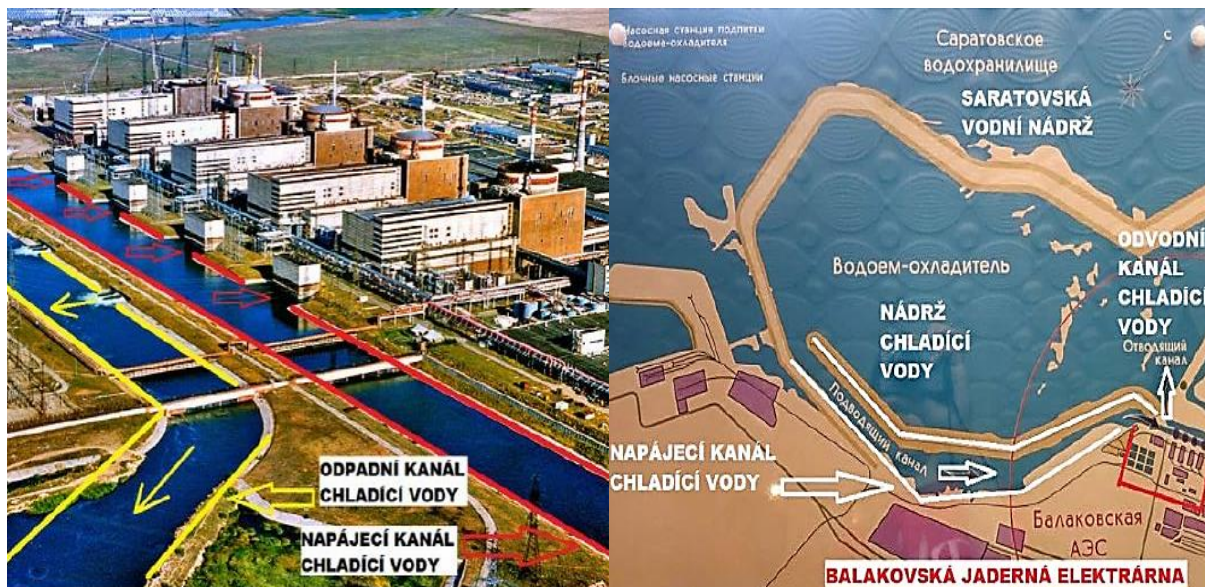 ODPADNÍ KANÁL
CHLADÍCÍ VODY
NAPÁJECÍ KANÁL
CHLADÍCÍ VODY
Насосная станция подпитки
водоема-охладителя
Блочные насосные станции
Саратовское
водохранилище
С
SARATOVSKÁ
VODNÍ NÁDRŽ
ODVODNÍ
KANÁL
CHLADÍCÍ
VODY
Отводящий
канал
Водоем-охладитель
NÁDRŽ
CHLADÍCÍ
VODY
Подводящий канал
NAPÁJECÍ KANÁL
CHLADÍCÍ VODY
Балаковская
АЭС
BALAKOVSKÁ JADERNÁ ELEKTRÁRNA